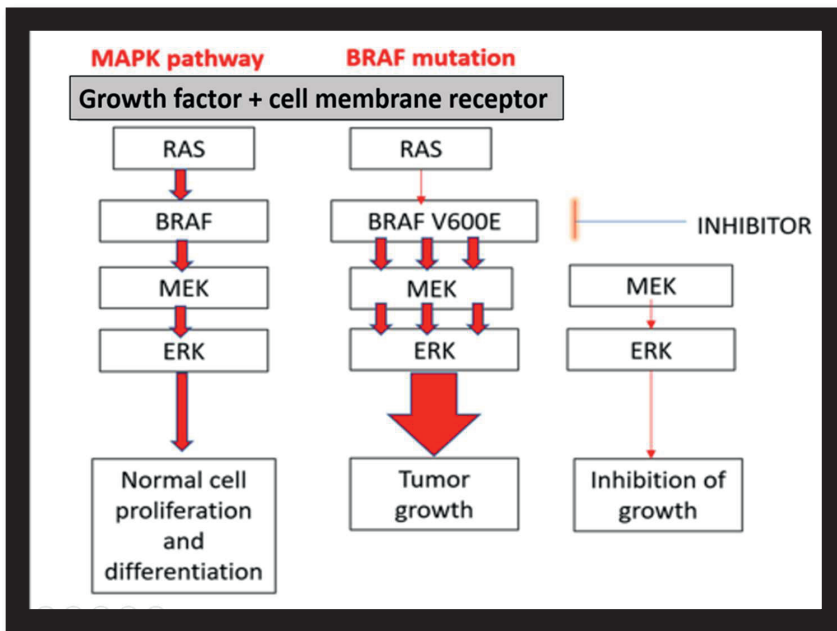 MAPK pathway
BRAF mutation
Growth factor + cell membrane receptor
RAS
BRAF
MEK
ERK
Normal cell
proliferation
and
differentiation
RAS
BRAF V600E
MEK
ERK
Tumor
growth
INHIBITOR
MEK
ERK
Inhibition of
growth